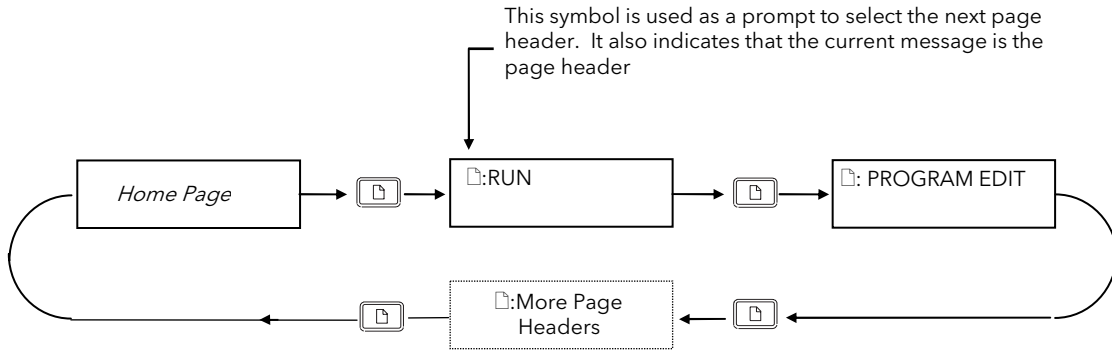 This symbol is used as a prompt to select the next page
header. It also indicates that the current message is the
page header
Home Page
:RUN
: PROGRAM EDIT
:More Page
Headers